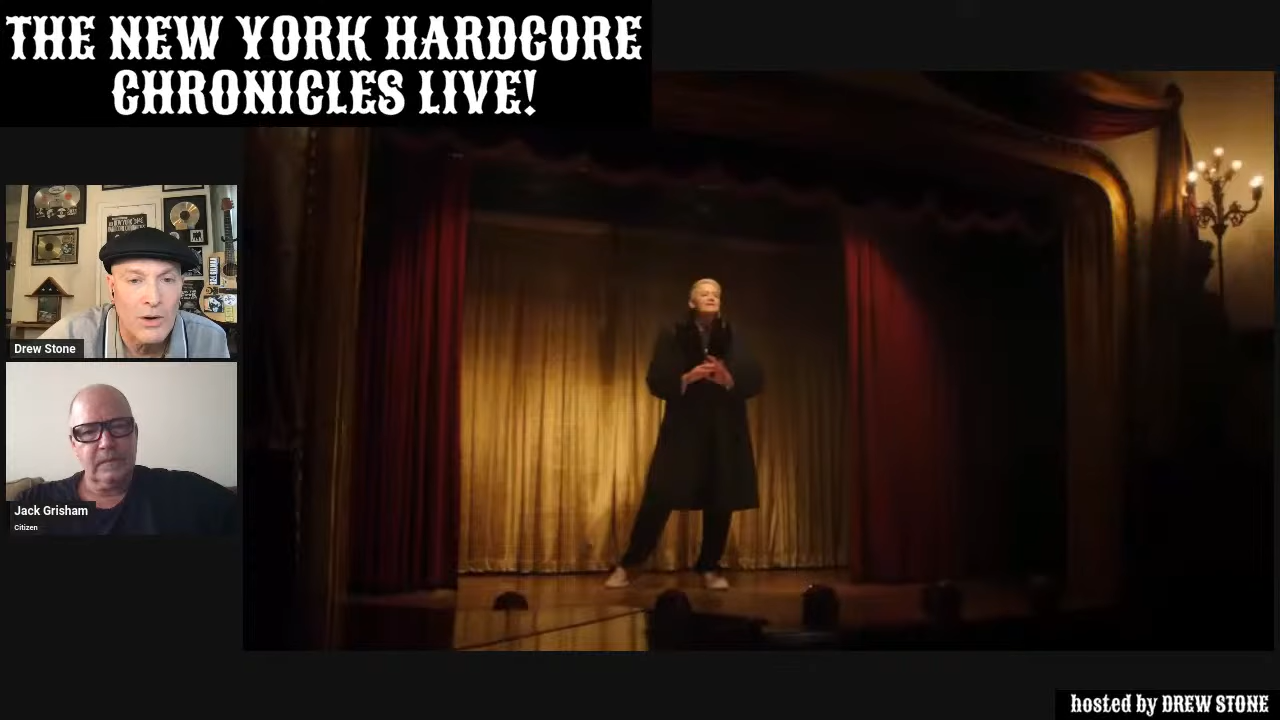 THE NEW YORK HARDCORE
CHRONICLES LIVE!
Drew Stone
Jack Grisham
Citizen
hosted by DREW STONE